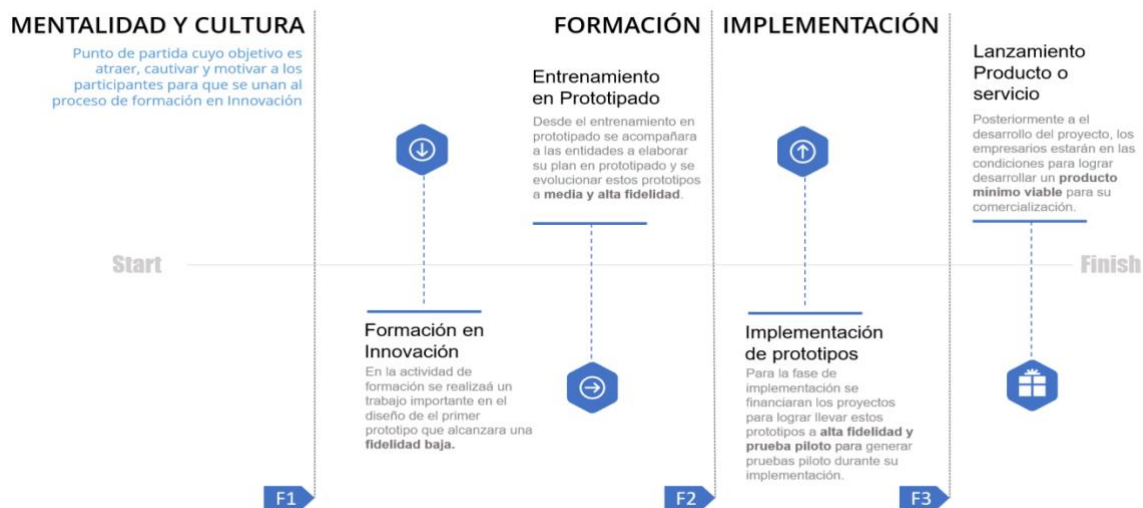 MENTALIDAD Y CULTURA
Punto de partida cuyo objetivo es
atraer, cautivar y motivar a los
participantes para que se unan al
proceso de formación en Innovación
Start
F1
FORMACIÓN
Formación en
Innovación
En la actividad de
formación se realizaá un
trabajo importante en el
diseño de el primer
prototipo que alcanzara una
fidelidad baja.
Entrenamiento
en Prototipado
Desde el entrenamiento en
prototipado se acompañara
a las entidades a elaborar
su plan en prototipado y se
evolucionar estos prototipos
a media y alta fidelidad.
F2
IMPLEMENTACIÓN
Implementación
de prototipos
Para la fase de
implementación se
financiaran los proyectos
para lograr llevar estos
prototipos a alta fidelidad y
prueba piloto para generar
pruebas piloto durante su
implementación.
F3
Lanzamiento
Producto o
servicio
Posteriormente a el
desarrollo del proyecto, los
empresarios estarán en las
condiciones para lograr
desarrollar un producto
mínimo viable para su
comercialización.
Finish